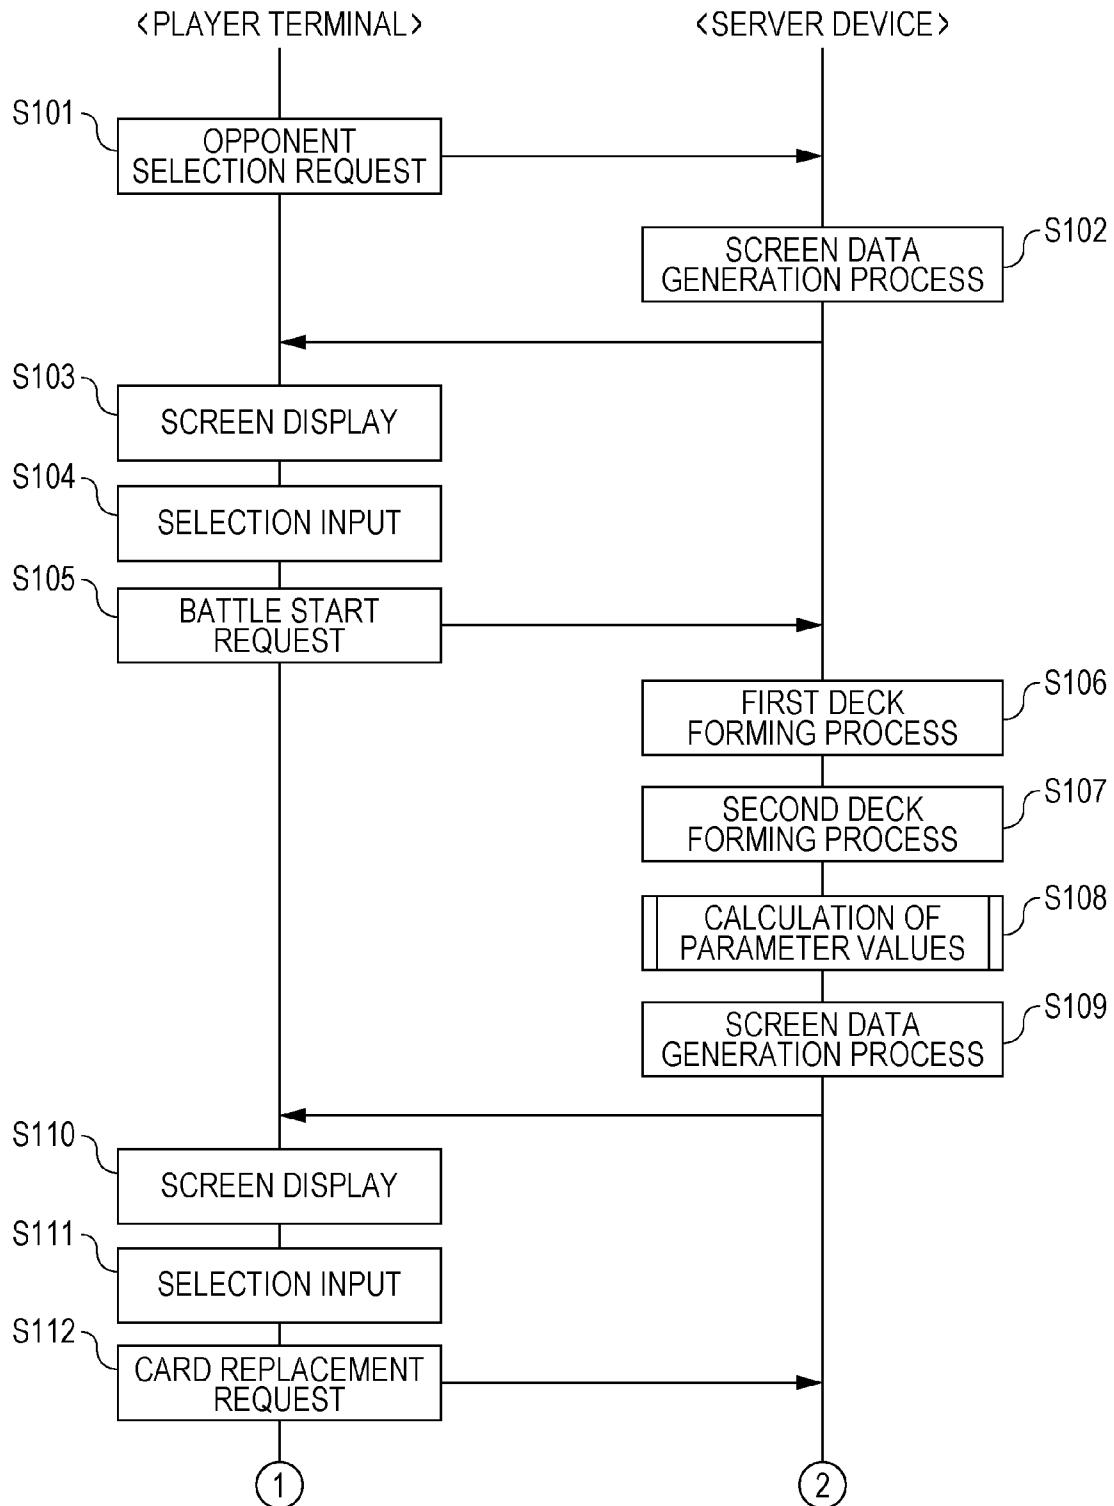 <PLAYER TERMINAL>
<SERVER DEVICE>
S101
OPPONENT
SELECTION REQUEST
S102
SCREEN DATA
GENERATION PROCESS
S103
SCREEN DISPLAY
S104
SELECTION INPUT
S105
BATTLE START
REQUEST
S106
FIRST DECK
FORMING PROCESS
S107
SECOND DECK
FORMING PROCESS
S108
CALCULATION OF
PARAMETER VALUES
S109
SCREEN DATA
GENERATION PROCESS
S110
SCREEN DISPLAY
S111
SELECTION INPUT
S112
CARD REPLACEMENT
REQUEST
1
2